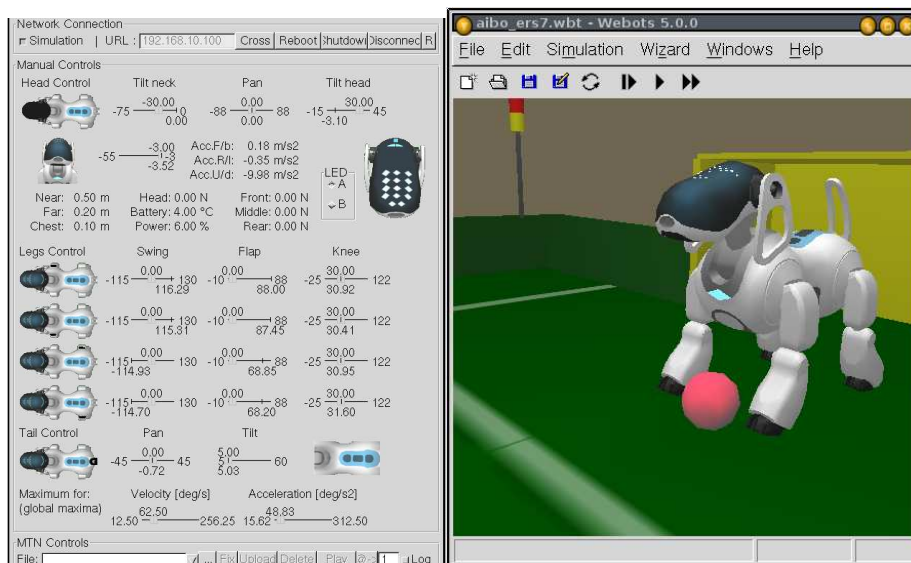 Network Connection
Simulation | URL : 192.168.10.100 Cross Reboot Shutdown Disconnec R
Manual Controls
Head Control Tilt neck Pan Tilt head
-30.00 0.00 30.00
-75 0 -88 88 -15 45
0.00 0.00 -3.10
-3.00
-55 -3
-3.52
Acc.F/b: 0.18 m/s2
Acc.R/l: -0.35 m/s2
Acc.U/d: -9.98 m/s2
LED
A
B
Near: 0.50 m Head: 0.00 N Front: 0.00 N
Far: 0.20 m Battery: 4.00 °C Middle: 0.00 N
Chest: 0.10 m Power: 6.00 % Rear: 0.00 N
Legs Control Swing Flap Knee
0.00 0.00 30.00
-115 130 -10 88 -25 122
116.29 88.00 30.92
0.00 0.00 30.00
-115 130 -10 88 -25 122
115.31 87.45 30.41
0.00 0.00 30.00
-115 130 -10 88 -25 122
-114.93 68.85 30.95
0.00 0.00 30.00
-115 130 -10 88 -25 122
-114.70 68.20 31.60
Tail Control Pan Tilt
0.00 5.00
-45 45 5 60
-0.72 5.03
Maximum for: Velocity [deg/s] Acceleration [deg/s2]
(global maxima) 62.50 48.83
12.50 256.25 15.62 312.50
MTN Controls
File: ... Fix Upload Delete Play @-> 1 Log
aibo_ers7.wbt - Webots 5.0.0
File Edit Simulation Wizard Windows Help